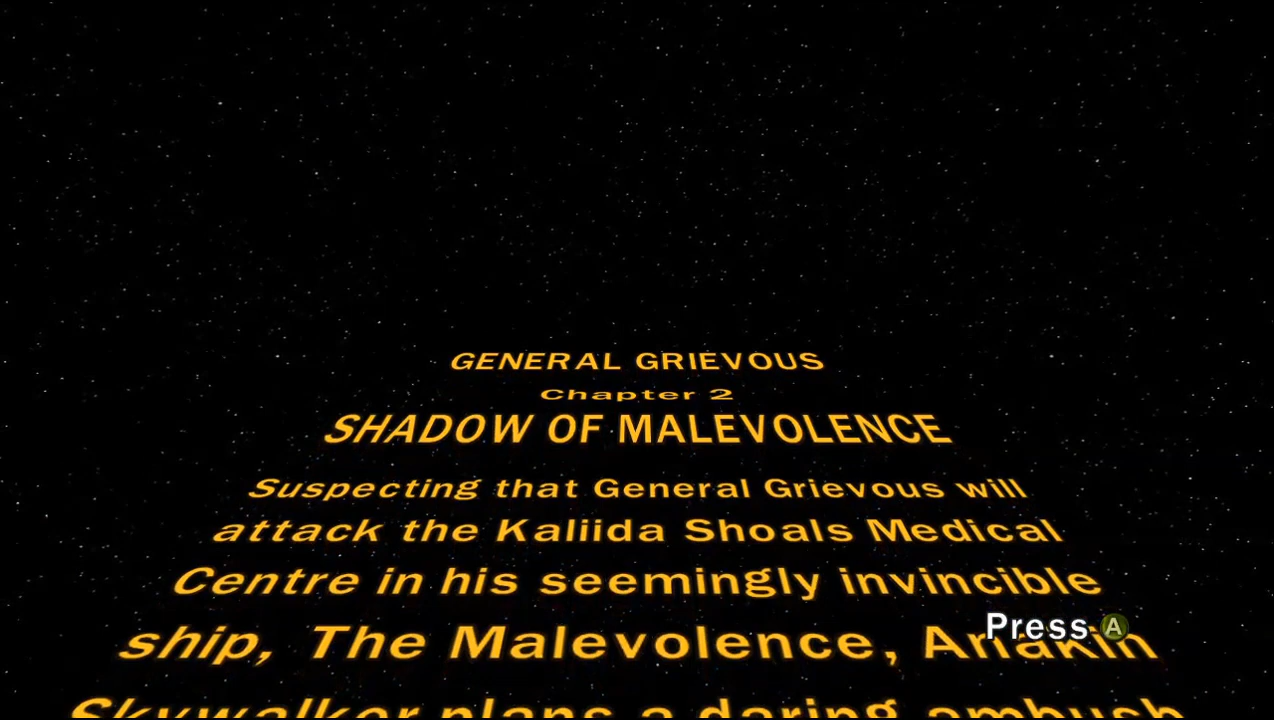 GENERAL GRIEVOUS
Chapter 2
SHADOW OF MALEVOLENCE
Suspecting that General Grievous will
attack the Kaliida Shoals Medical
Centre in his seemingly invincible
Press A
ship, The Malevolence, Anakin
Skywalker plans a daring ambush